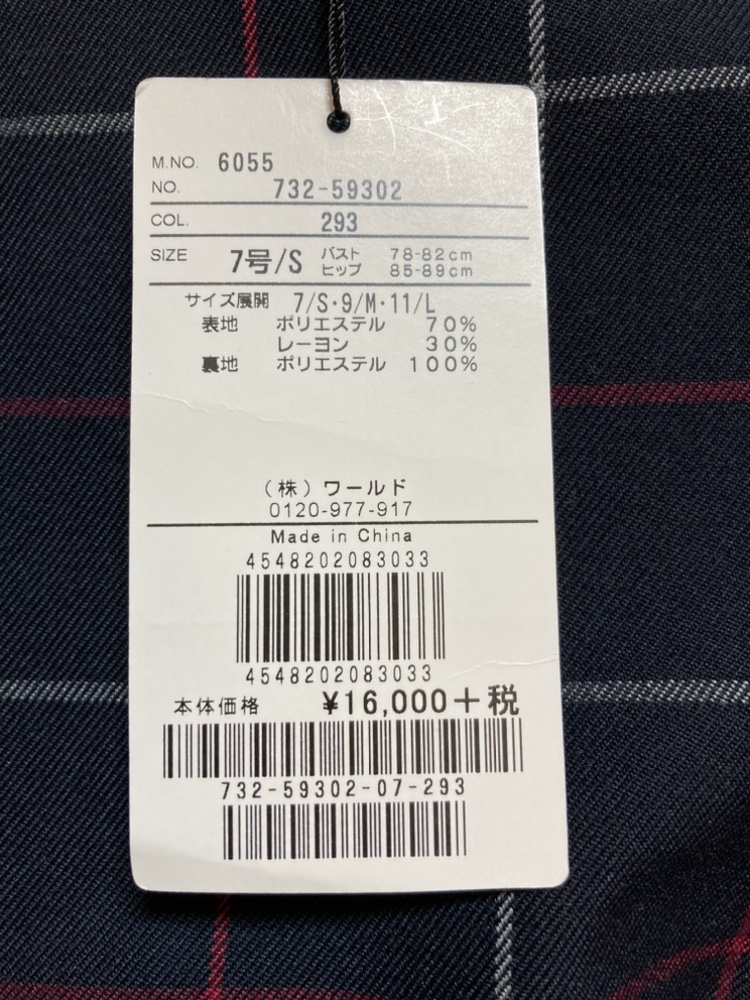 M.NO. 6055
NO. 732-59302
COL. 293
SIZE 7号/S バスト 78-82cm
ヒップ 85-89cm
サイズ展開 7/S・9/M・11/L
表地 ポリエステル 70%
レーヨン 30%
裏地 ポリエステル 100%
（株）ワールド
0120-977-917
Made in China
4548202083033
4548202083033
本体価格 ¥16,000+税
732-59302-07-293